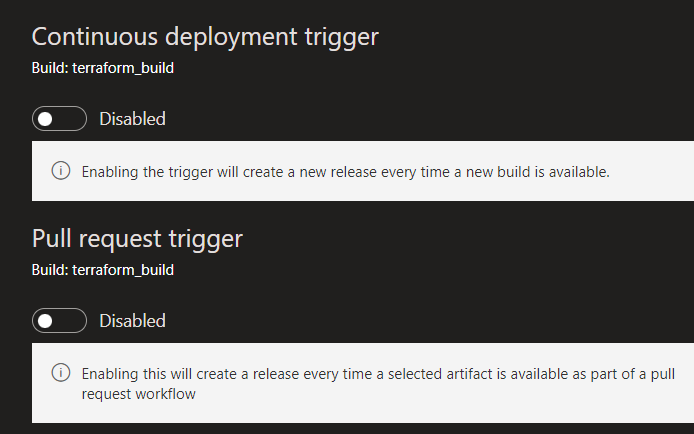 Continuous deployment trigger
Build: terraform_build
Disabled
Enabling the trigger will create a new release every time a new build is available.
Pull request trigger
Build: terraform_build
Disabled
Enabling this will create a release every time a selected artifact is available as part of a pull
request workflow